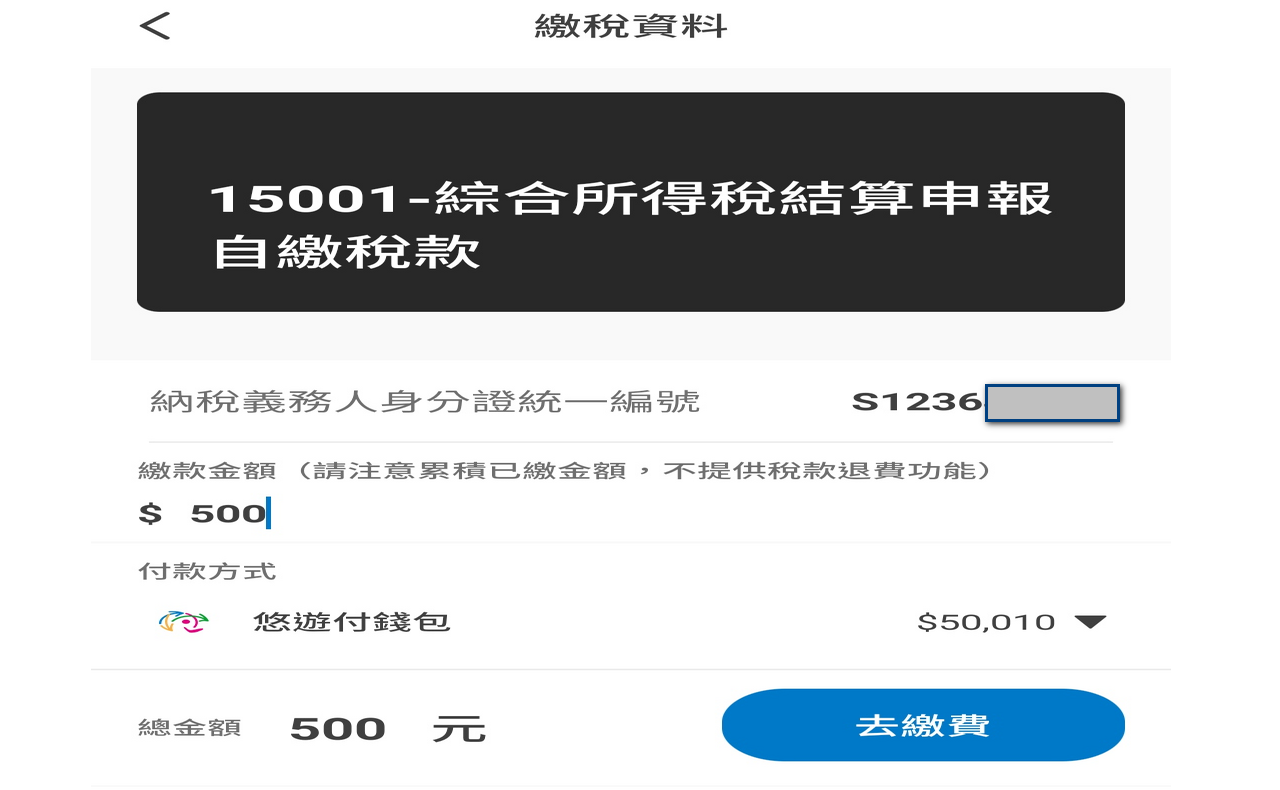 繳稅資料
15001-綜合所得稅結算申報
自繳稅款
納稅義務人身分證統一編號 S1236
繳款金額（請注意累積已繳金額，不提供稅款退費功能）
$ 500
付款方式
悠遊付錢包 $50,010
總金額 500 元 去繳費